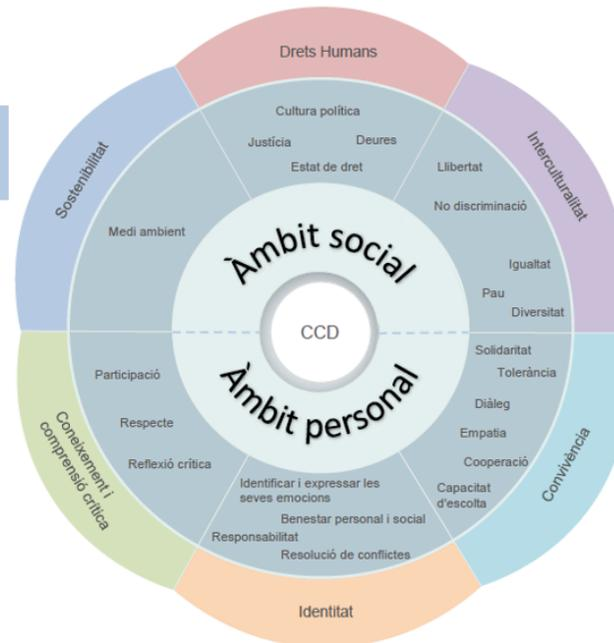 Drets Humans
Cultura política
Justícia
Deures
Estat de dret
Interculturalitat
Llibertat
No discriminació
Igualtat
Pau
Diversitat
Sostenibilitat
Medi ambient
Àmbit social
CCD
Àmbit personal
Solidaritat
Tolerància
Diàleg
Empatia
Cooperació
Capacitat
d'escolta
Convivència
Participació
Respecte
Reflexió crítica
Coneixement i
comprensió crítica
Identificar i expressar les
seves emocions
Benestar personal i social
Responsabilitat
Resolució de conflictes
Identitat